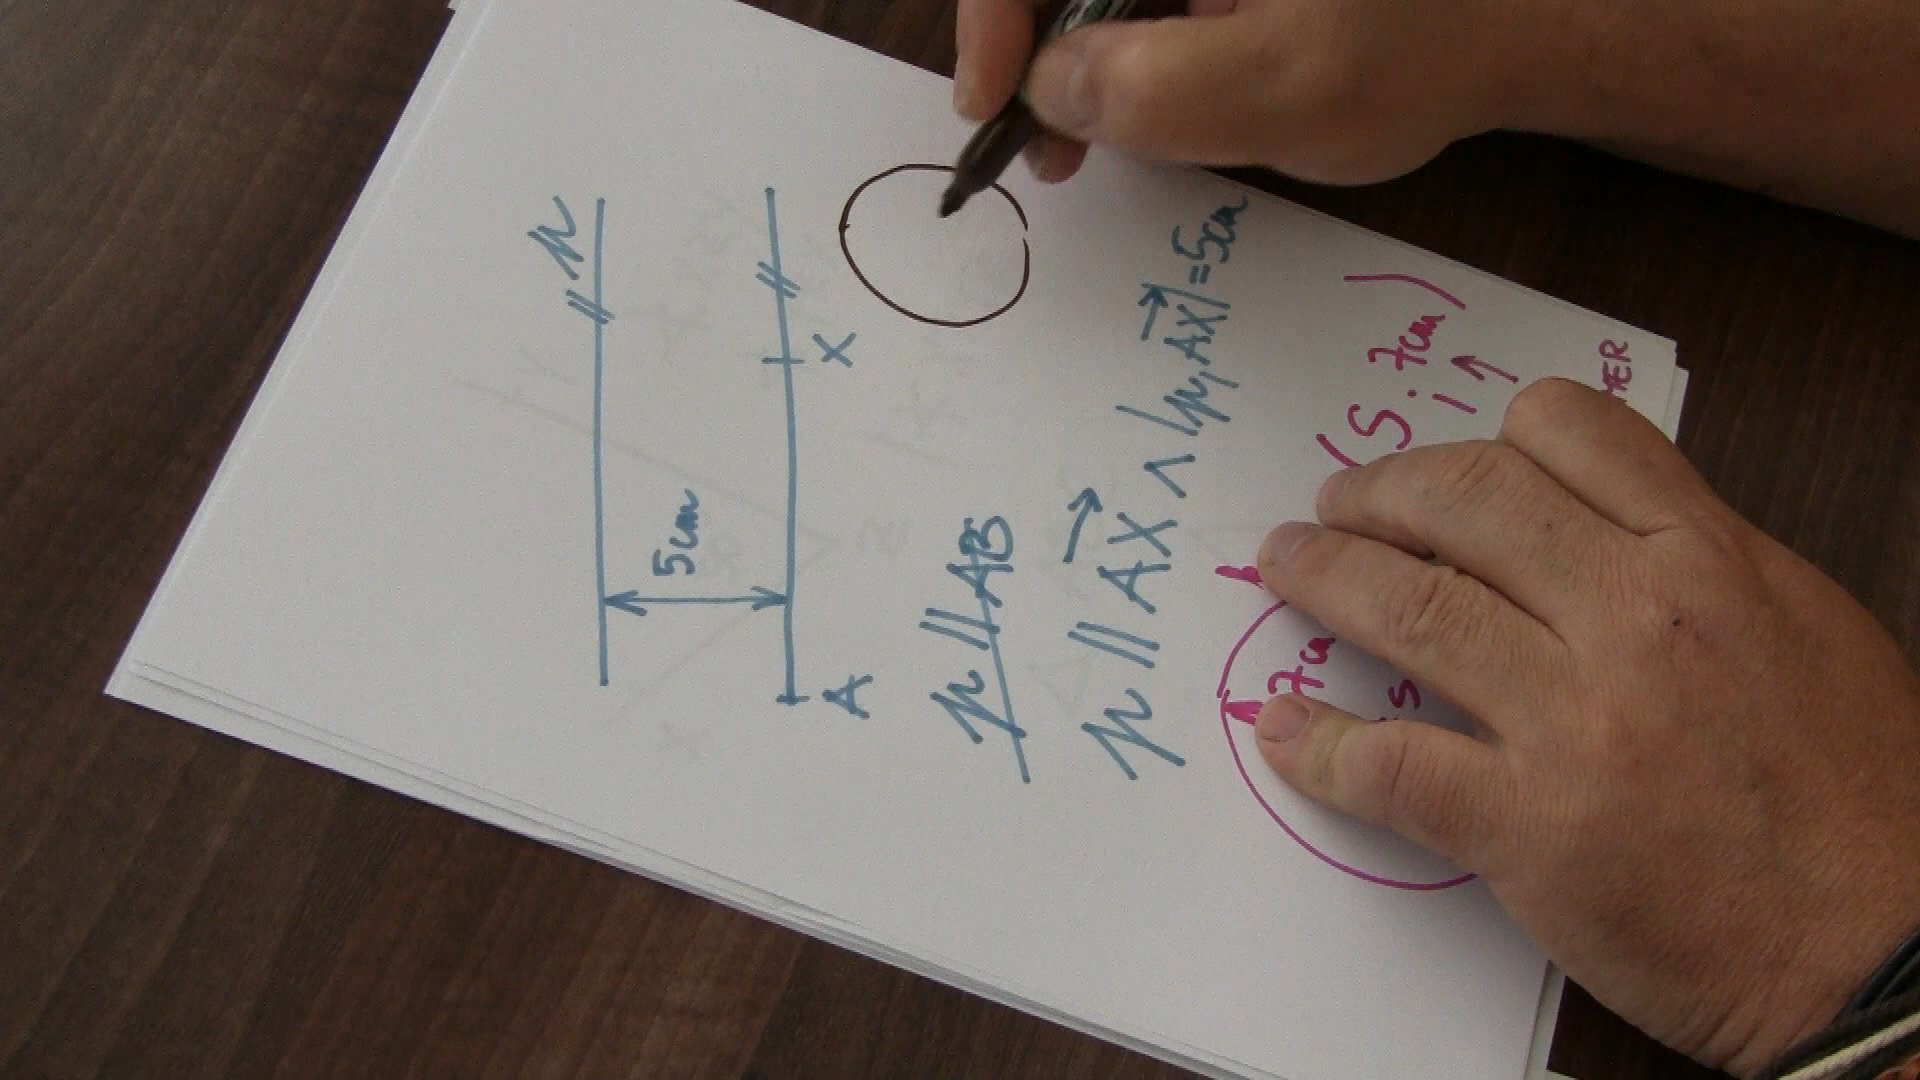 p
5cm
A X
p || AB
p || AX ∧ |p, AX| = 5cm
7cm
S
(S; 7cm)